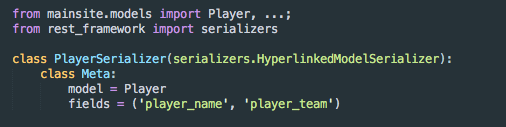 from mainsite.models import Player, ...;
from rest_framework import serializers
class PlayerSerializer(serializers.HyperlinkedModelSerializer):
class Meta:
model = Player
fields = ('player_name', 'player_team')